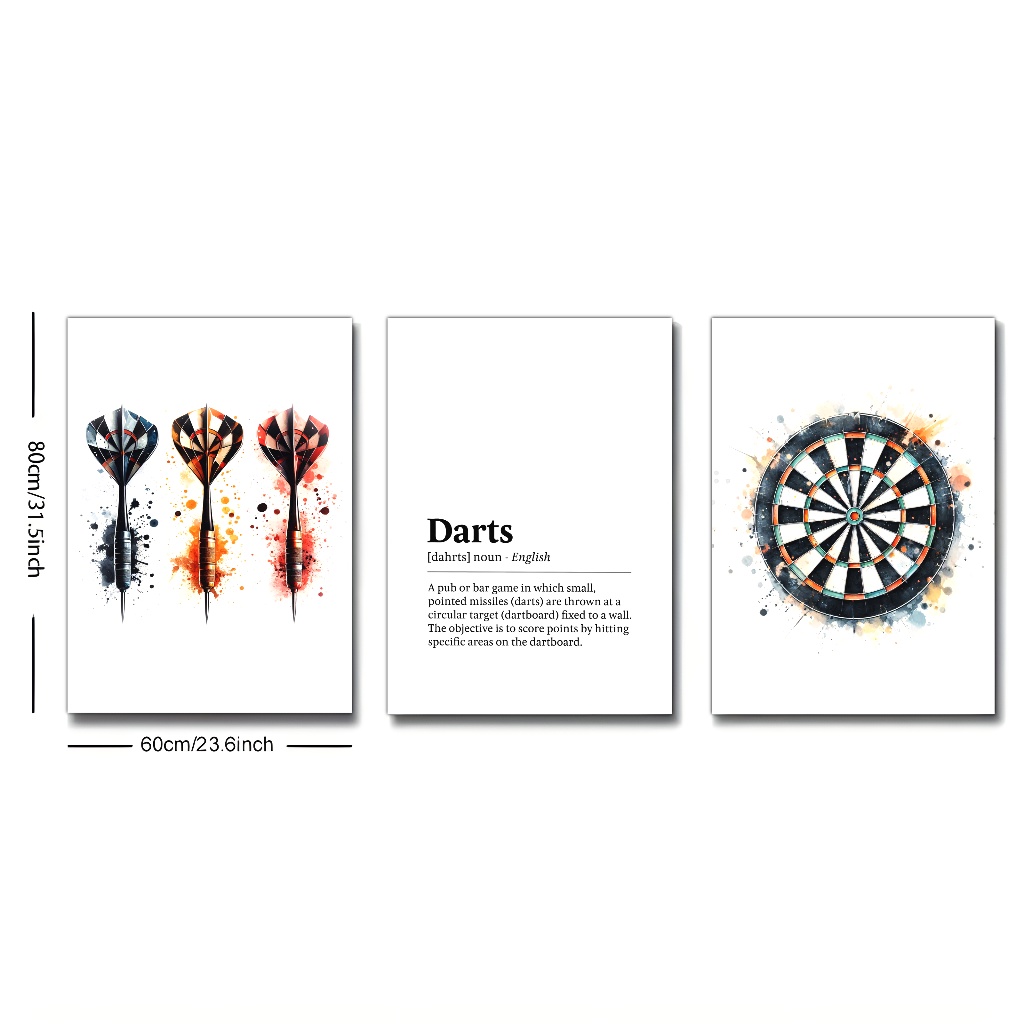 80cm/31.5inch
Darts
[dahrts] noun - English
A pub or bar game in which small,
pointed missiles (darts) are thrown at a
circular target (dartboard) fixed to a wall.
The objective is to score points by hitting
specific areas on the dartboard.
60cm/23.6inch